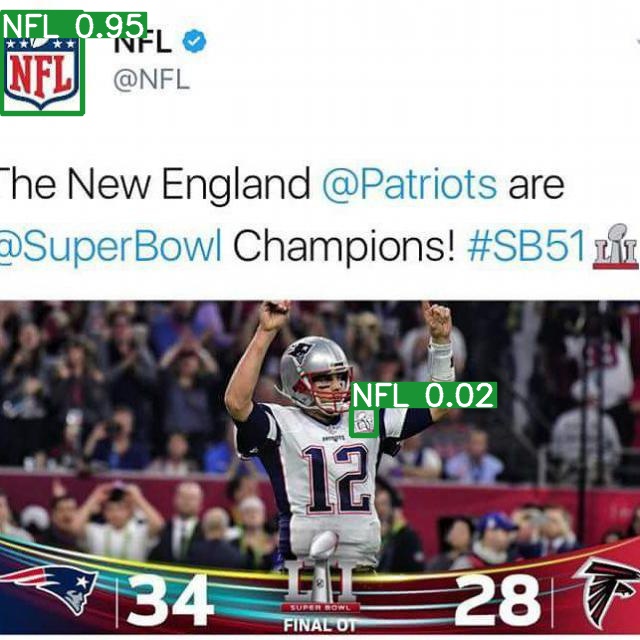 NFL 0.95
NFL
NFL
@NFL
The New England @Patriots are
@SuperBowl Champions! #SB51 LI
NFL 0.02
PATRIOTS
12
34
LI
SUPER BOWL
FINAL OT
28